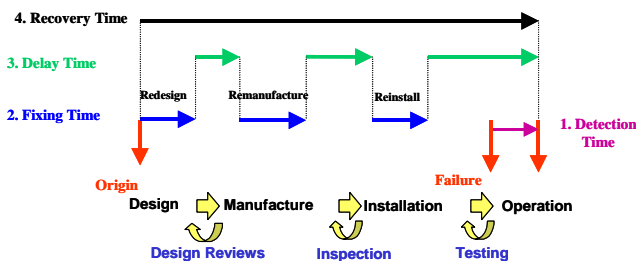 4. Recovery Time
3. Delay Time
Redesign
Remanufacture
Reinstall
2. Fixing Time
1. Detection
Time
Origin
Failure
Design
Manufacture
Installation
Operation
Design Reviews
Inspection
Testing